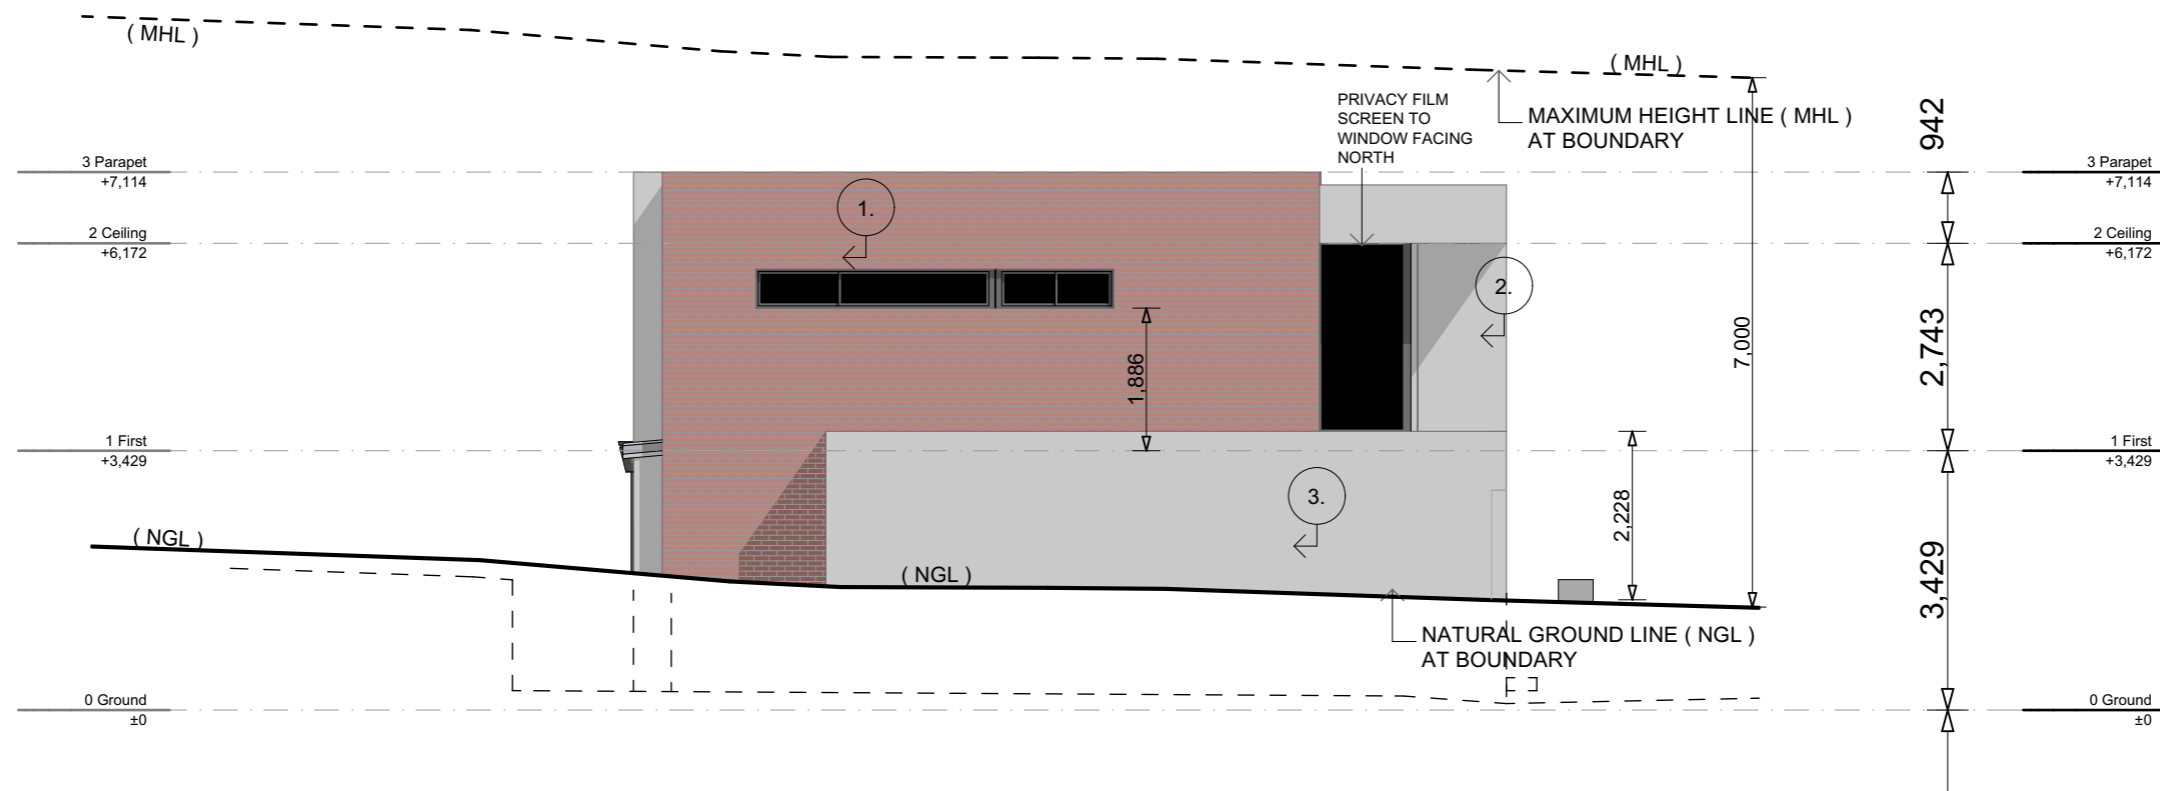 ( MHL )
( MHL )
PRIVACY FILM
SCREEN TO
WINDOW FACING
NORTH
MAXIMUM HEIGHT LINE ( MHL )
AT BOUNDARY
942
3 Parapet
+7,114
3 Parapet
+7,114
1.
2 Ceiling
+6,172
2 Ceiling
+6,172
2.
7,000
2,743
1,886
1 First
+3,429
1 First
+3,429
3.
2,228
( NGL )
( NGL )
3,429
NATURAL GROUND LINE ( NGL )
AT BOUNDARY
0 Ground
±0
0 Ground
±0